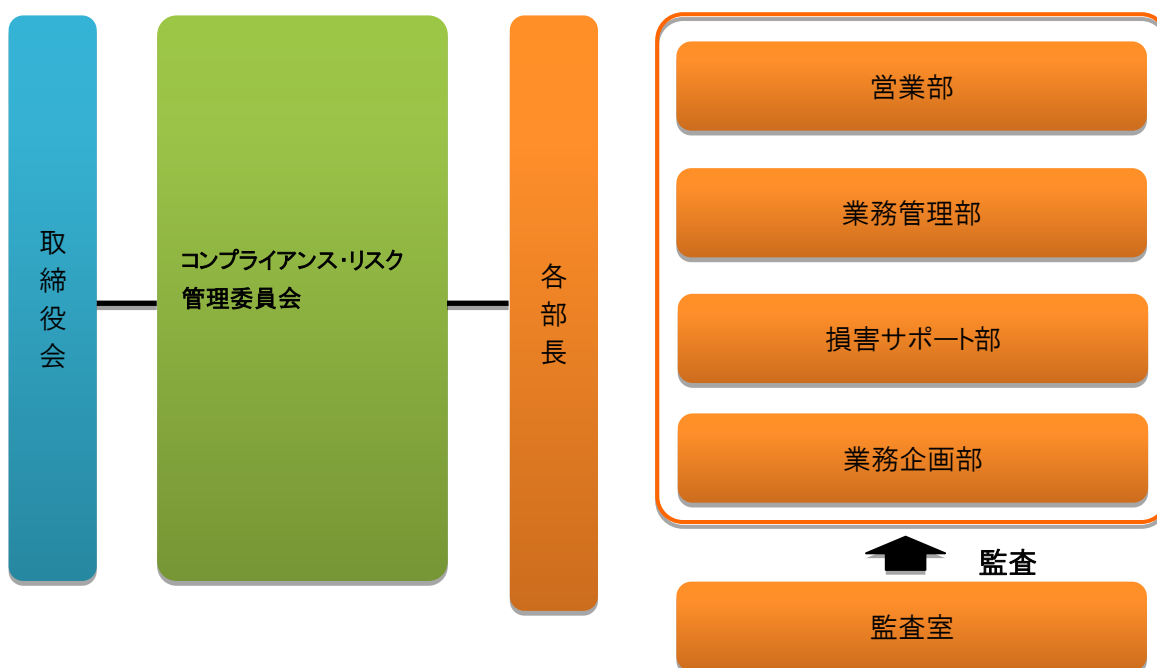 取締役会
コンプライアンス・リスク
管理委員会
各部長
営業部
業務管理部
損害サポート部
業務企画部
監査
監査室